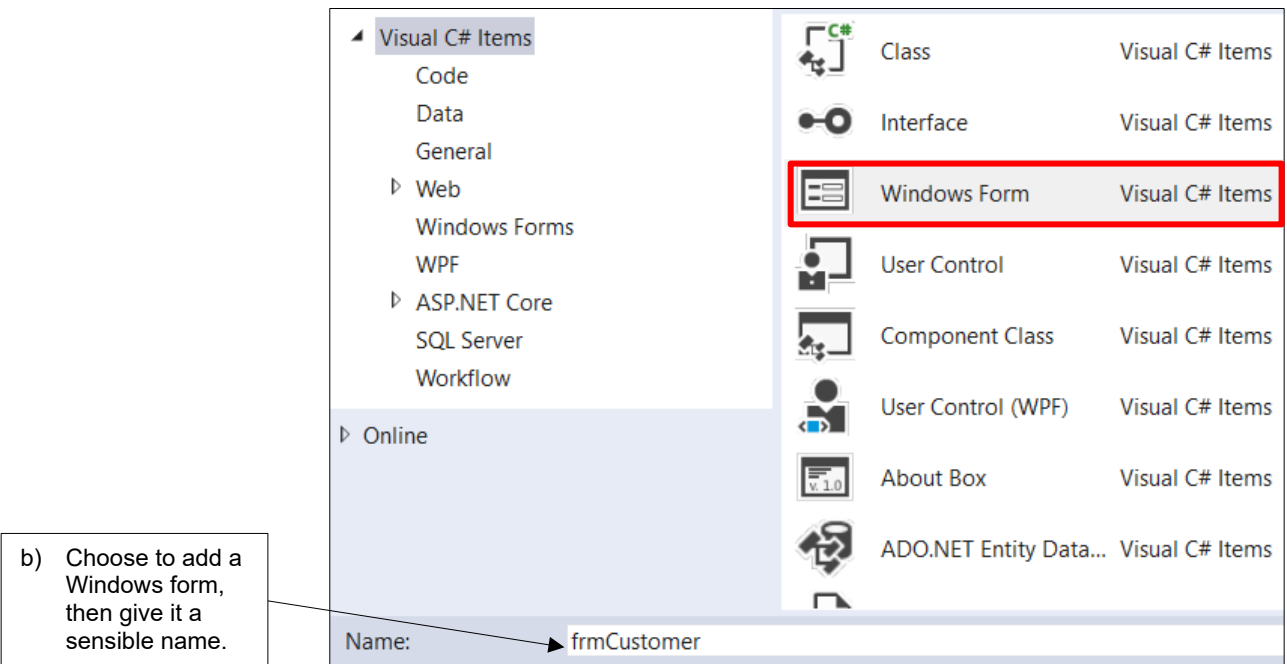 Visual C# Items
Code
Data
General
Web
Windows Forms
WPF
ASP.NET Core
SQL Server
Workflow
Online
C#
Class Visual C# Items
Interface Visual C# Items
Windows Form Visual C# Items
User Control Visual C# Items
Component Class Visual C# Items
User Control (WPF) Visual C# Items
v. 1.0
About Box Visual C# Items
ADO.NET Entity Data... Visual C# Items
b) Choose to add a
Windows form,
then give it a
sensible name.
Name: frmCustomer